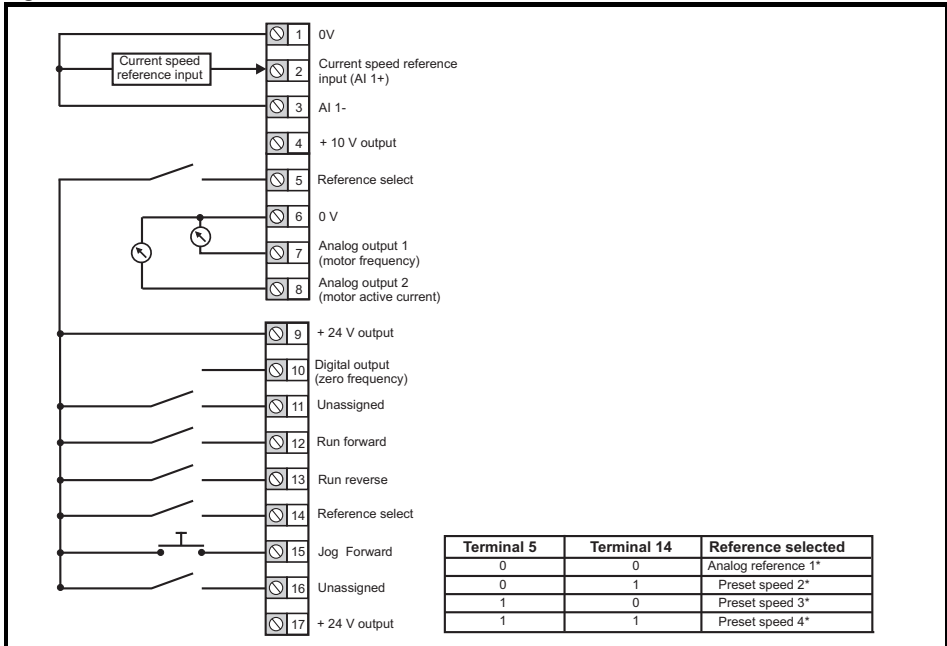 1 0V
Current speed
reference input
2 Current speed reference
input (AI 1+)
3 AI 1-
4 + 10 V output
5 Reference select
6 0 V
7 Analog output 1
(motor frequency)
8 Analog output 2
(motor active current)
9 + 24 V output
10 Digital output
(zero frequency)
11 Unassigned
12 Run forward
13 Run reverse
14 Reference select
15 Jog Forward
16 Unassigned
17 + 24 V output
Terminal 5 Terminal 14 Reference selected
0 0 Analog reference 1*
0 1 Preset speed 2*
1 0 Preset speed 3*
1 1 Preset speed 4*